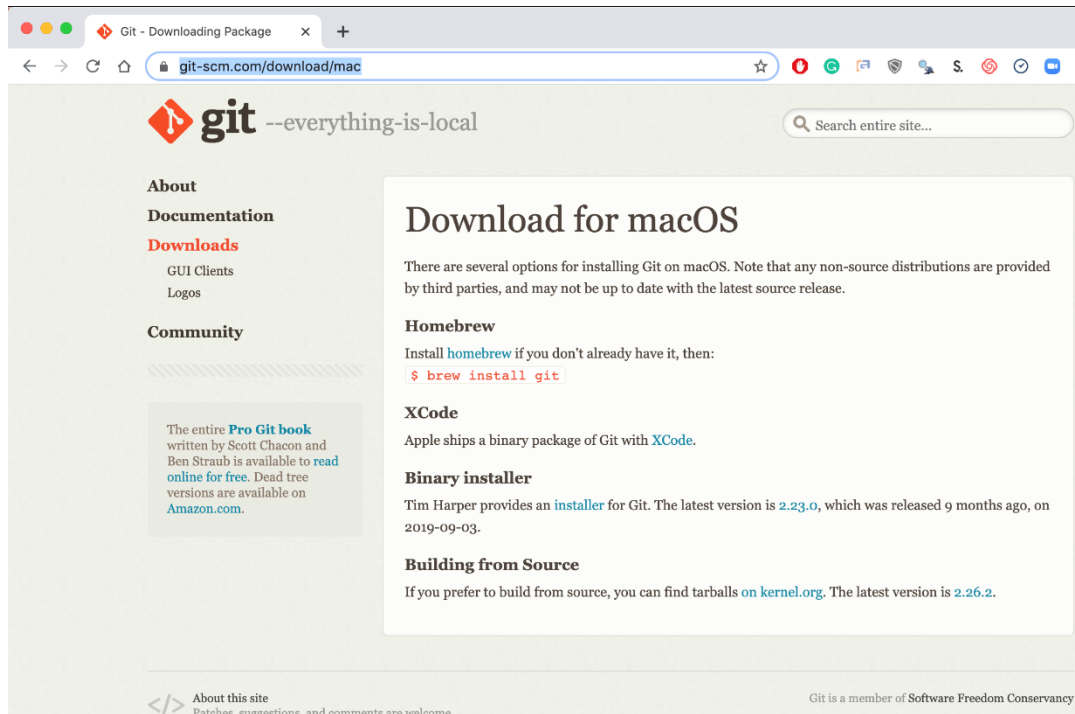 Git - Downloading Package
git-scm.com/download/mac
S.
git --everything-is-local
Search entire site...
About
Documentation
Downloads
GUI Clients
Logos
Community
The entire Pro Git book
written by Scott Chacon and
Ben Straub is available to read
online for free. Dead tree
versions are available on
Amazon.com.
Download for macOS
There are several options for installing Git on macOS. Note that any non-source distributions are provided
by third parties, and may not be up to date with the latest source release.
Homebrew
Install homebrew if you don't already have it, then:
$ brew install git
XCode
Apple ships a binary package of Git with XCode.
Binary installer
Tim Harper provides an installer for Git. The latest version is 2.23.0, which was released 9 months ago, on
2019-09-03.
Building from Source
If you prefer to build from source, you can find tarballs on kernel.org. The latest version is 2.26.2.
</> About this site
Patches, suggestions, and comments are welcome.
Git is a member of Software Freedom Conservancy